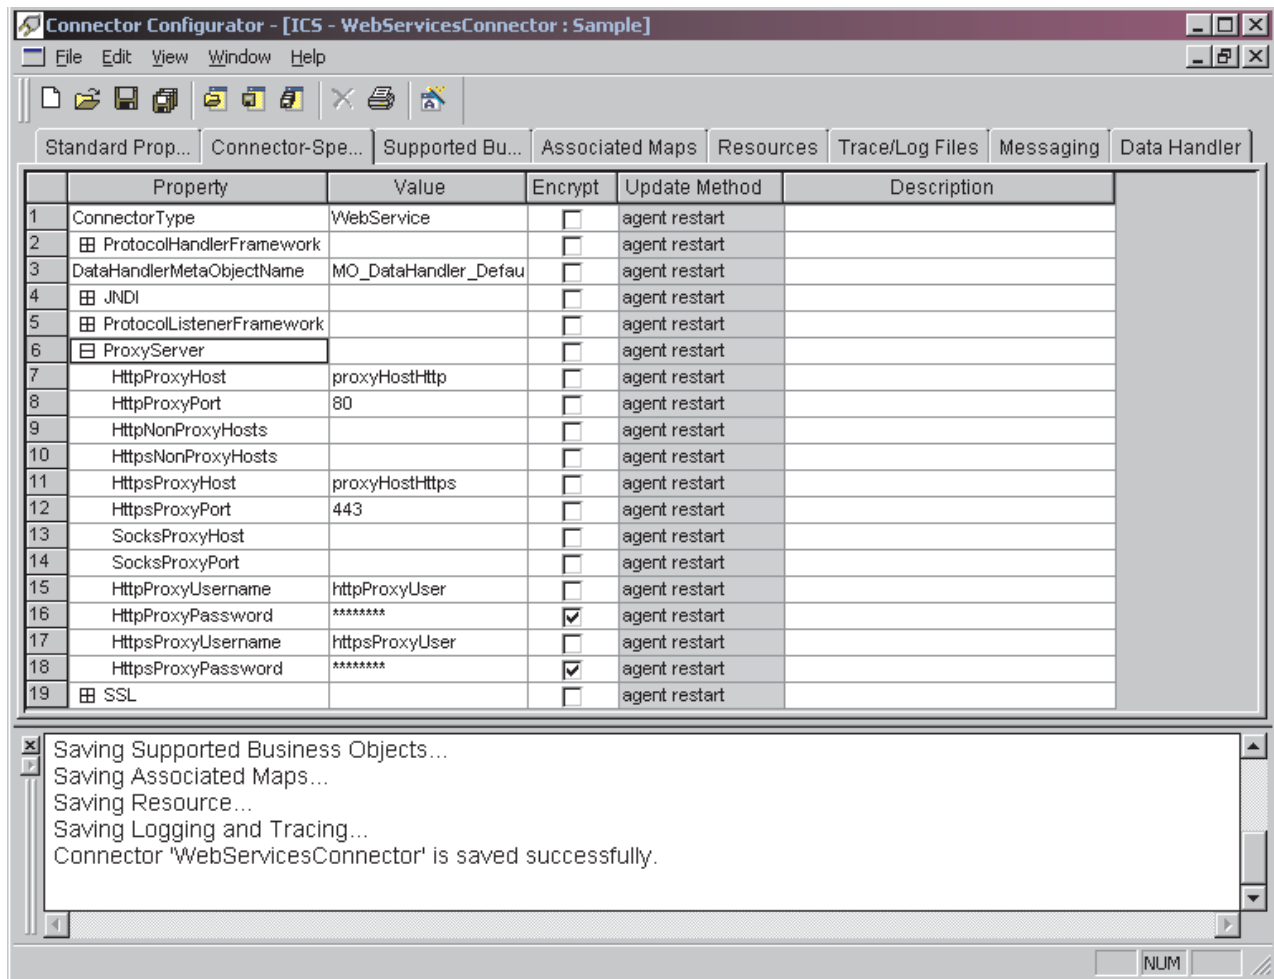 Connector Configurator - [ICS - WebServicesConnector : Sample]
File Edit View Window Help
Standard Prop... Connector-Spe... Supported Bu... Associated Maps Resources Trace/Log Files Messaging Data Handler
Property Value Encrypt Update Method Description
1 ConnectorType WebService agent restart
2 ProtocolHandlerFramework agent restart
3 DataHandlerMetaObjectName MO_DataHandler_Defau agent restart
4 JNDI agent restart
5 ProtocolListenerFramework agent restart
6 ProxyServer agent restart
7 HttpProxyHost proxyHostHttp agent restart
8 HttpProxyPort 80 agent restart
9 HttpNonProxyHosts agent restart
10 HttpsNonProxyHosts agent restart
11 HttpsProxyHost proxyHostHttps agent restart
12 HttpsProxyPort 443 agent restart
13 SocksProxyHost agent restart
14 SocksProxyPort agent restart
15 HttpProxyUsername httpProxyUser agent restart
16 HttpProxyPassword ******** agent restart
17 HttpsProxyUsername httpsProxyUser agent restart
18 HttpsProxyPassword ******** agent restart
19 SSL agent restart
Saving Supported Business Objects...
Saving Associated Maps...
Saving Resource...
Saving Logging and Tracing...
Connector 'WebServicesConnector' is saved successfully.
NUM